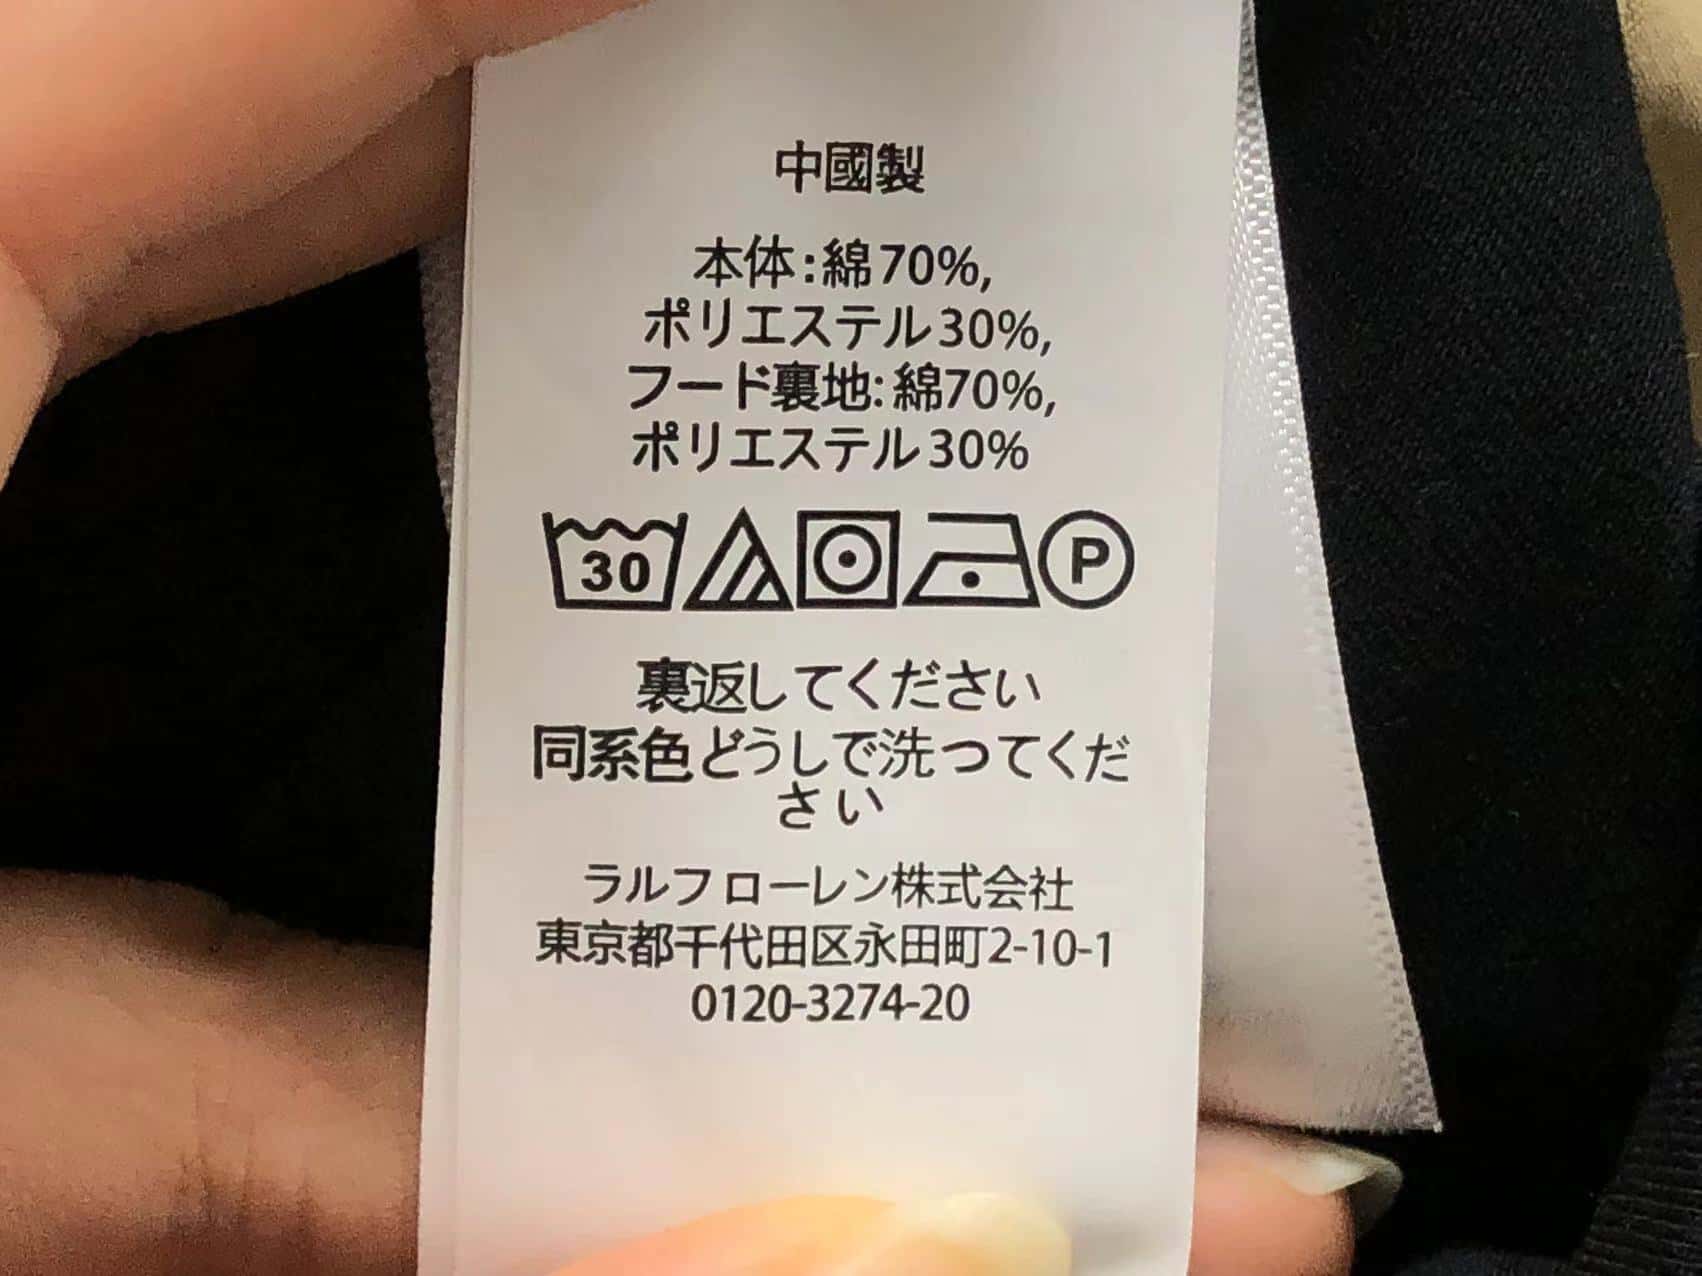 中國製
本体:綿70%,
ポリエステル30%,
フード裏地:綿70%,
ポリエステル30%
30 P
裏返してください
同系色どうしで洗つてくだ
さい
ラルフローレン株式会社
東京都千代田区永田町2-10-1
0120-3274-20